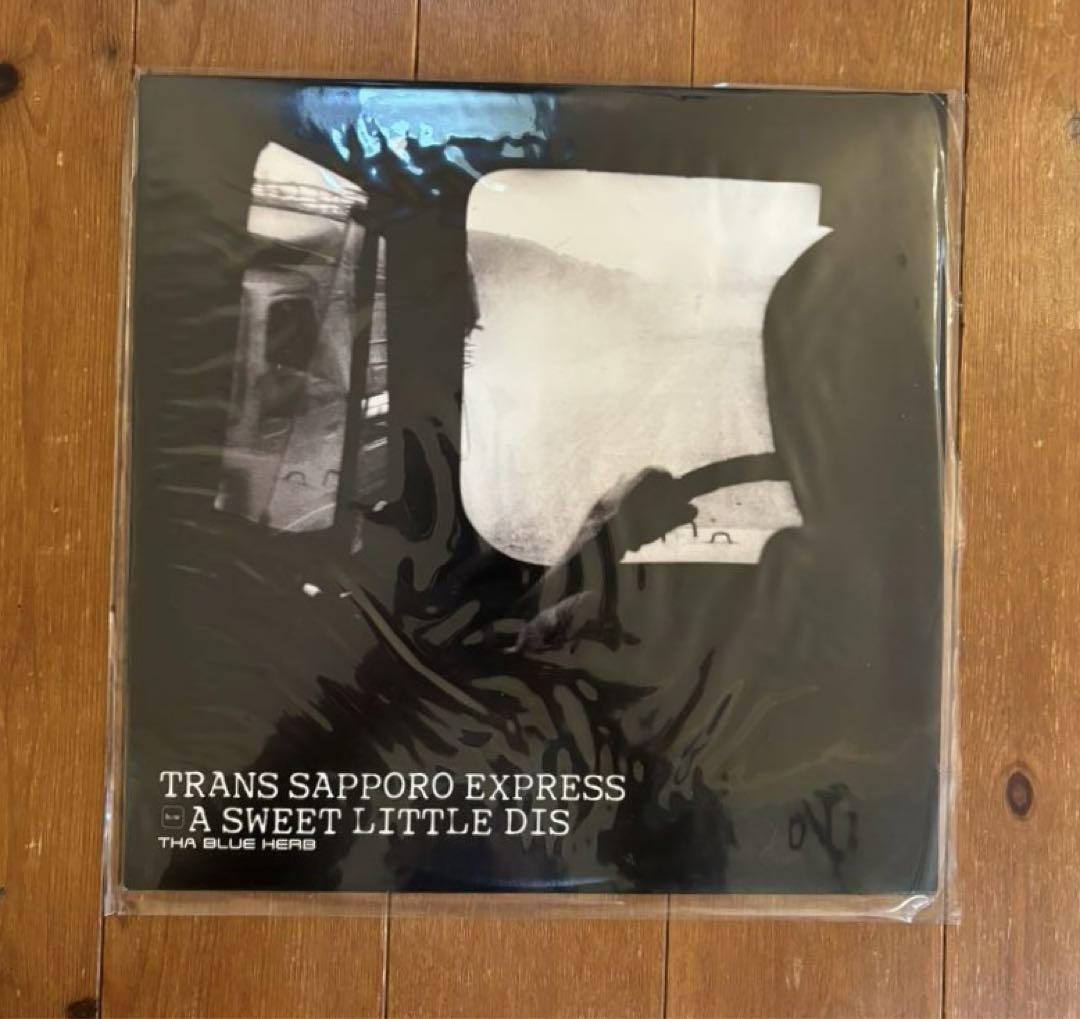 TRANS SAPPORO EXPRESS
b/w A SWEET LITTLE DIS
THA BLUE HERB